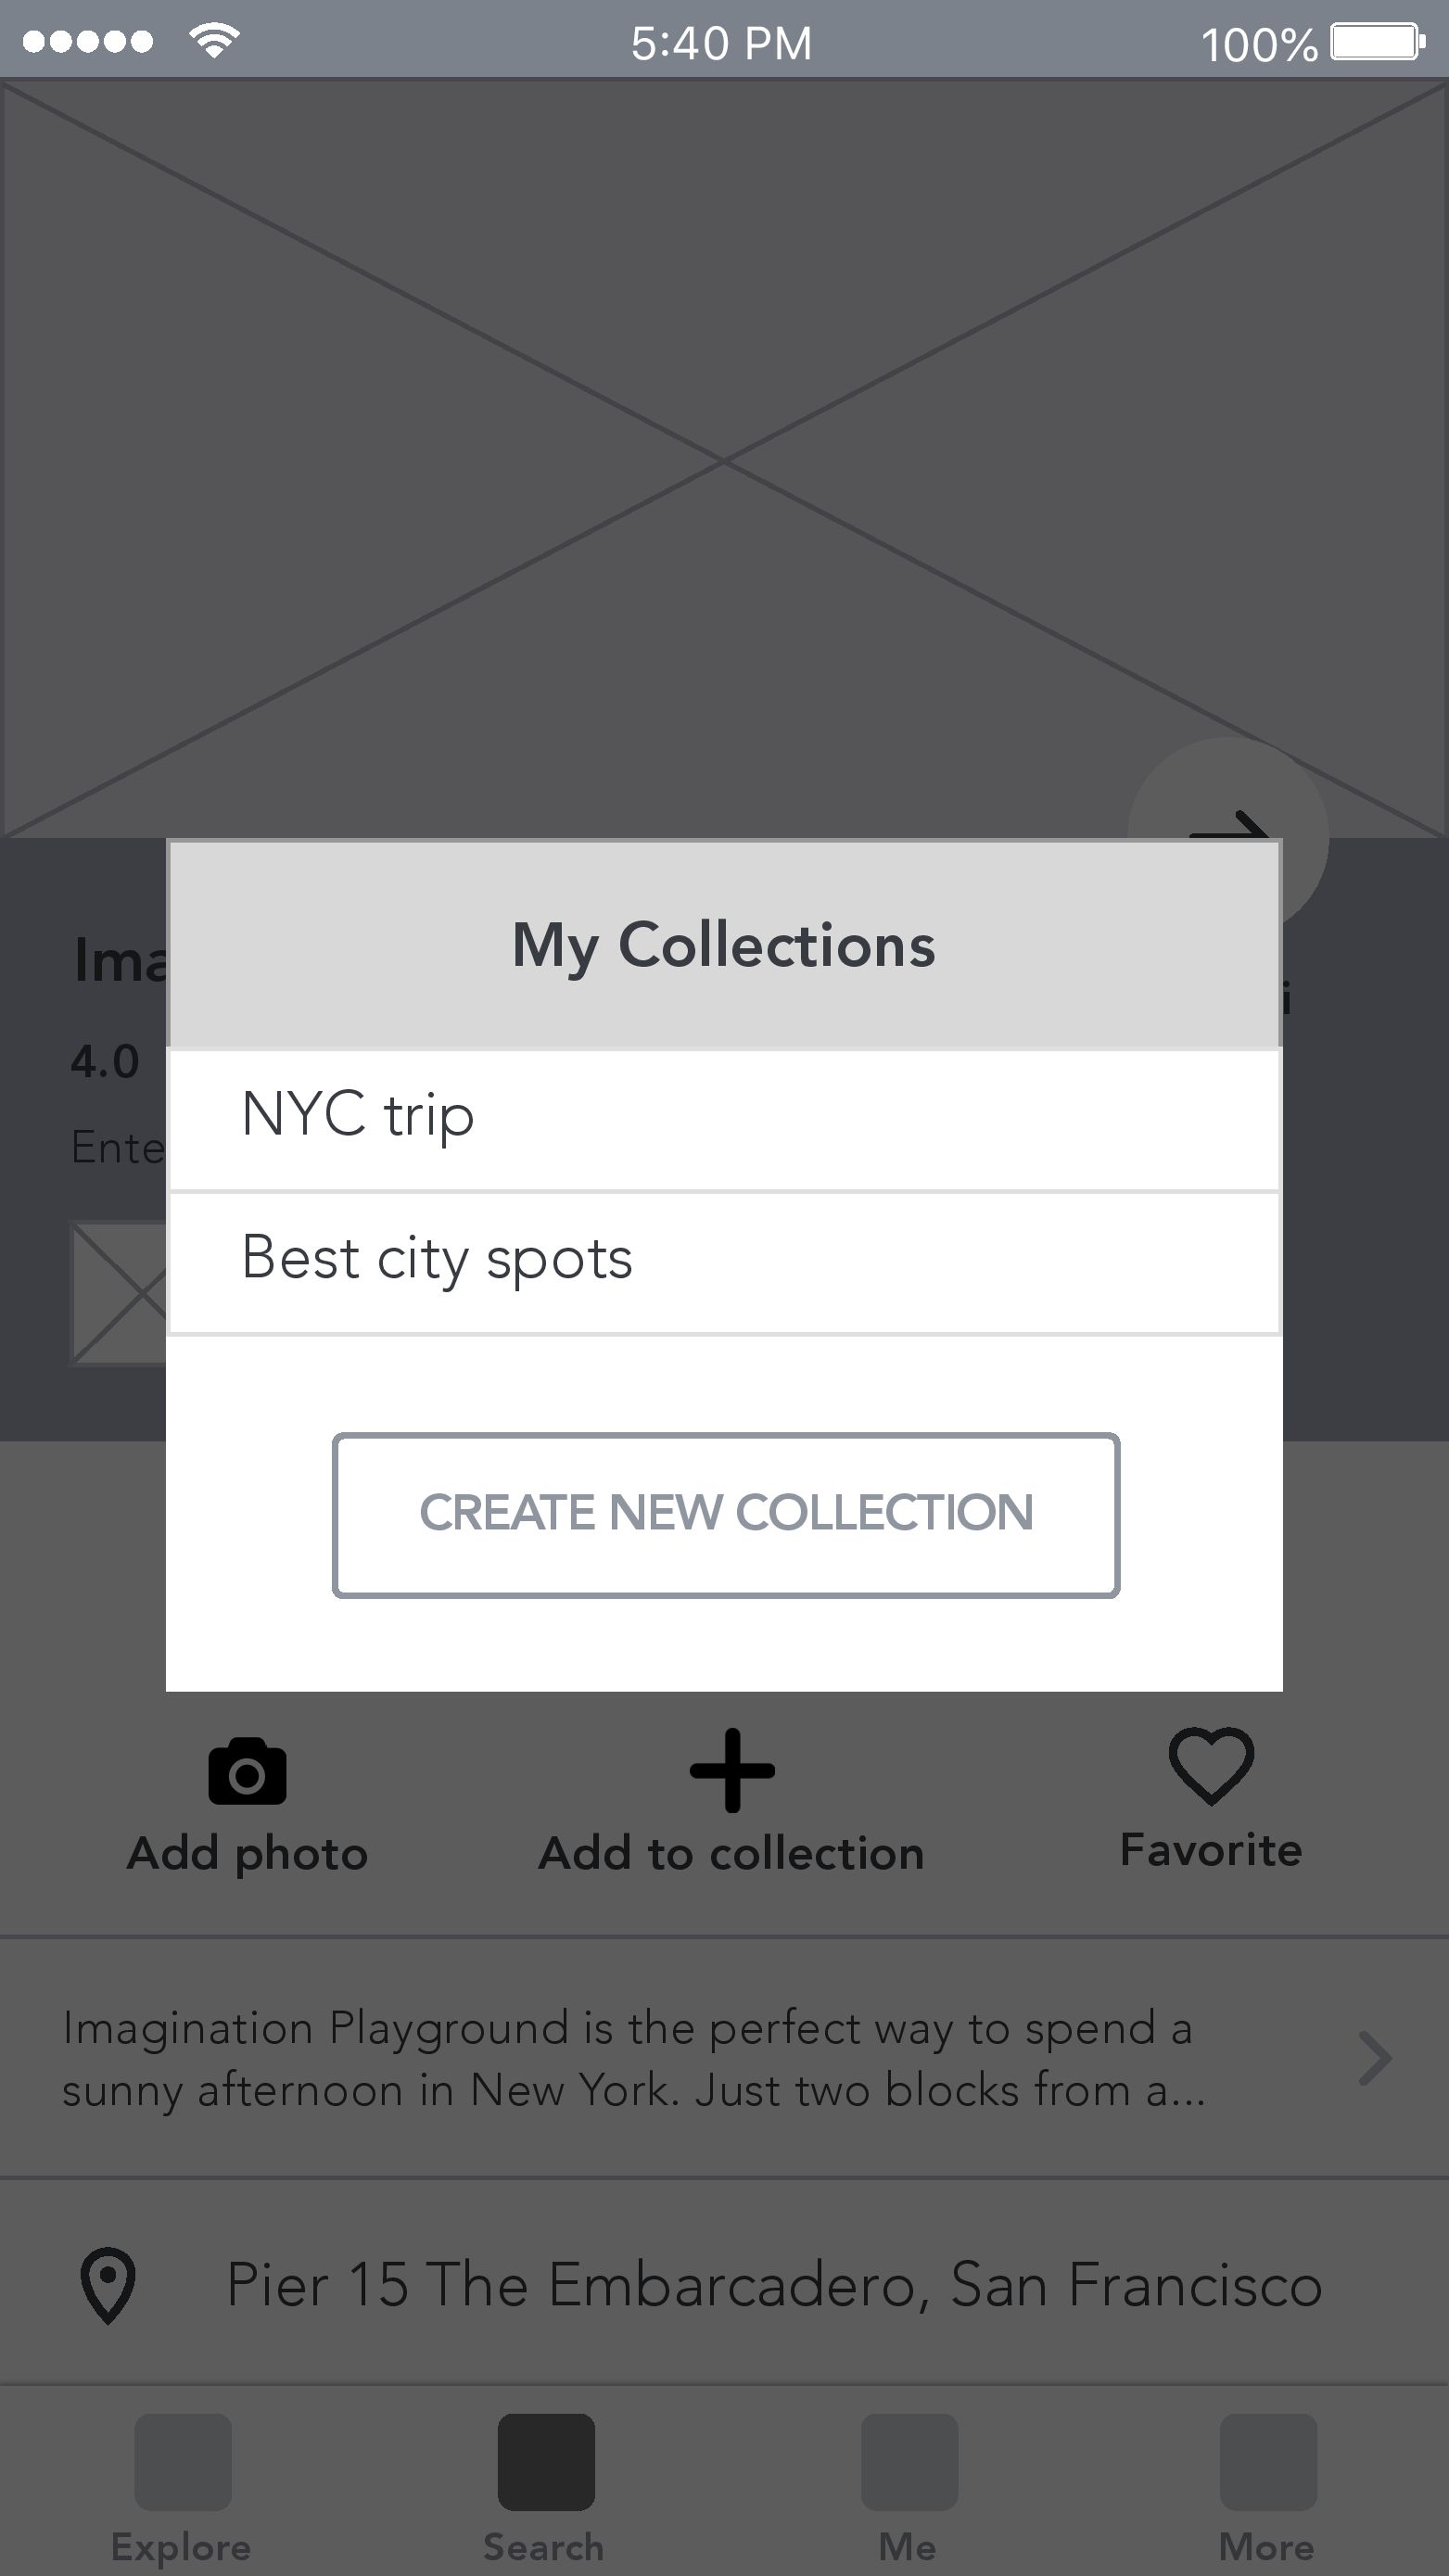 5:40 PM
100%
My Collections
4.0
NYC trip
Best city spots
CREATE NEW COLLECTION
Add photo
Add to collection
Favorite
Imagination Playground is the perfect way to spend a
sunny afternoon in New York. Just two blocks from a...
Pier 15 The Embarcadero, San Francisco
Explore
Search
Me
More